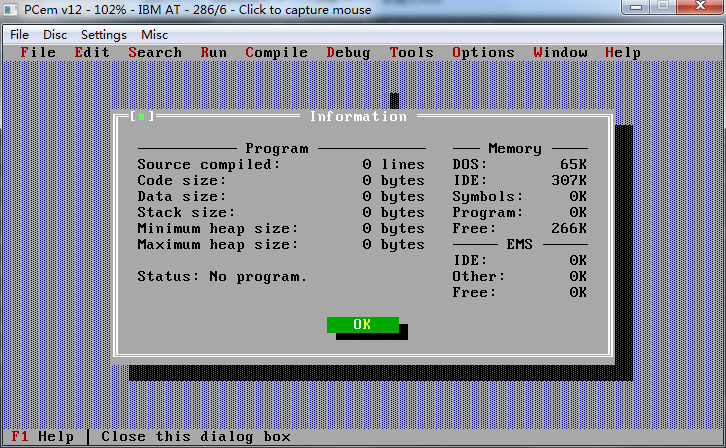 PCem v12 - 102% - IBM AT - 286/6 - Click to capture mouse
File Disc Settings Misc
File Edit Search Run Compile Debug Tools Options Window Help
Information
Program
Source compiled: 0 lines
Code size: 0 bytes
Data size: 0 bytes
Stack size: 0 bytes
Minimum heap size: 0 bytes
Maximum heap size: 0 bytes
Status: No program.
Memory
DOS: 65K
IDE: 307K
Symbols: 0K
Program: 0K
Free: 266K
EMS
IDE: 0K
Other: 0K
Free: 0K
OK
F1 Help | Close this dialog box